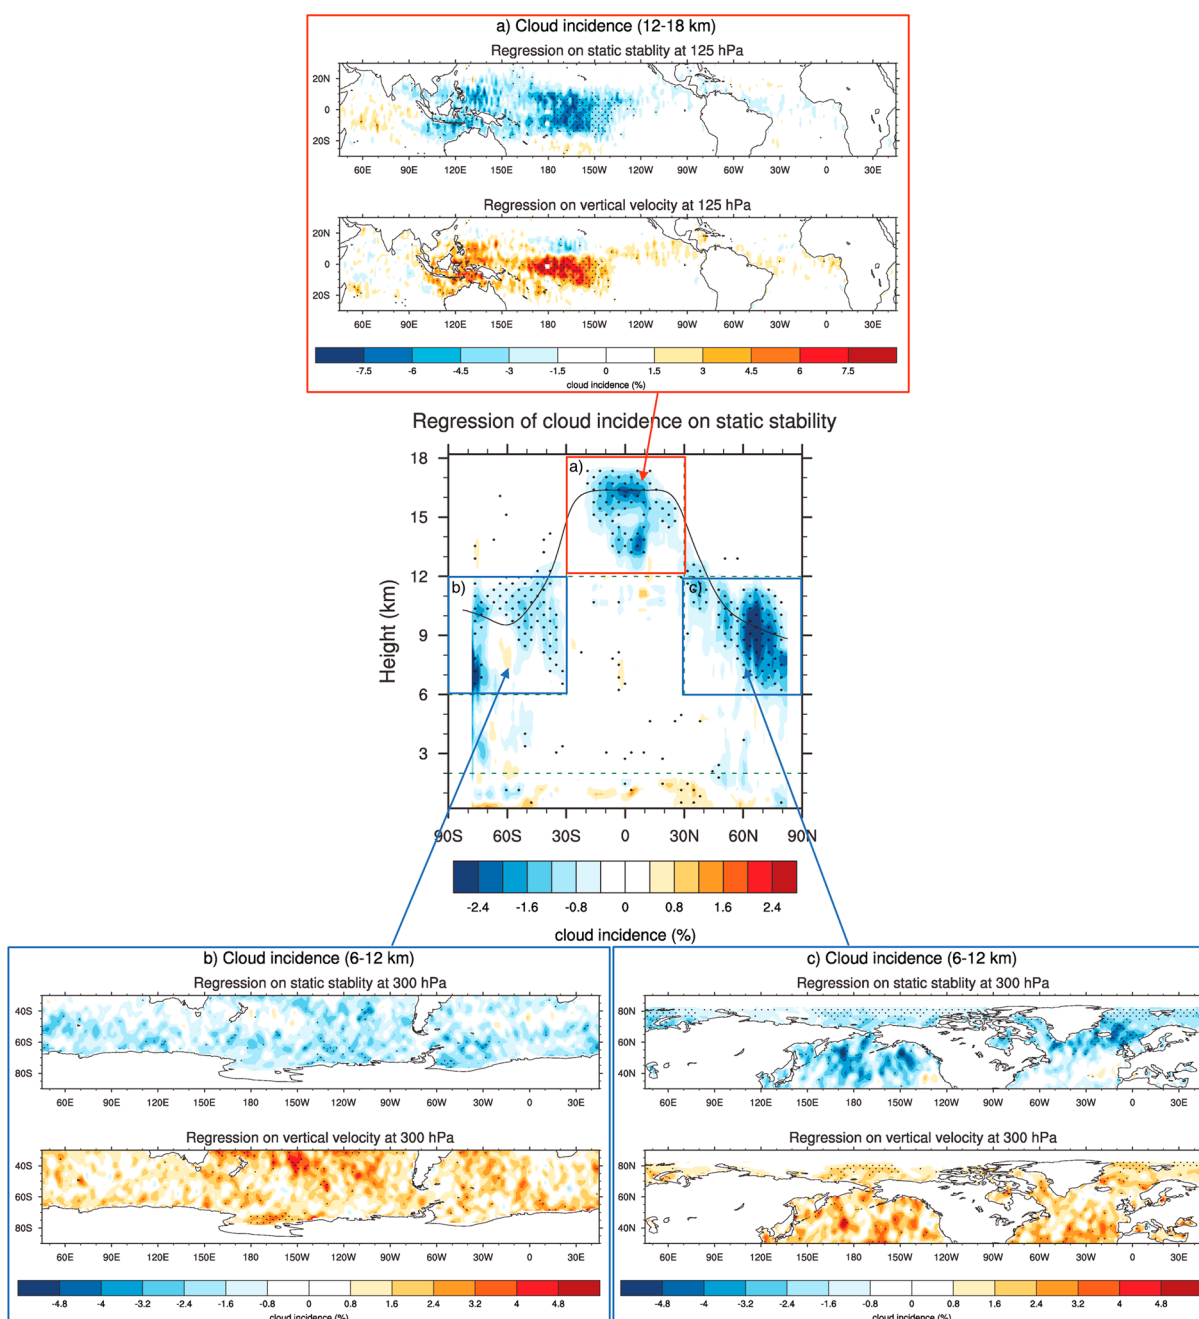 a) Cloud incidence (12-18 km)
Regression on static stablity at 125 hPa
20N
0
20S
60E 90E 120E 150E 180 150W 120W 90W 60W 30W 0 30E
Regression on vertical velocity at 125 hPa
20N
0
20S
60E 90E 120E 150E 180 150W 120W 90W 60W 30W 0 30E
-7.5 -6 -4.5 -3 -1.5 0 1.5 3 4.5 6 7.5
cloud incidence (%)
Regression of cloud incidence on static stability
18
15
12
9
6
3
Height (km)
a)
b)
c)
90S 60S 30S 0 30N 60N 90N
-2.4 -1.6 -0.8 0 0.8 1.6 2.4
cloud incidence (%)
b) Cloud incidence (6-12 km)
Regression on static stablity at 300 hPa
40S
60S
80S
60E 90E 120E 150E 180 150W 120W 90W 60W 30W 0 30E
Regression on vertical velocity at 300 hPa
40S
60S
80S
60E 90E 120E 150E 180 150W 120W 90W 60W 30W 0 30E
-4.8 -4 -3.2 -2.4 -1.6 -0.8 0 0.8 1.6 2.4 3.2 4 4.8
cloud incidence (%)
c) Cloud incidence (6-12 km)
Regression on static stablity at 300 hPa
80N
60N
40N
60E 90E 120E 150E 180 150W 120W 90W 60W 30W 0 30E
Regression on vertical velocity at 300 hPa
80N
60N
40N
60E 90E 120E 150E 180 150W 120W 90W 60W 30W 0 30E
-4.8 -4 -3.2 -2.4 -1.6 -0.8 0 0.8 1.6 2.4 3.2 4 4.8
cloud incidence (%)